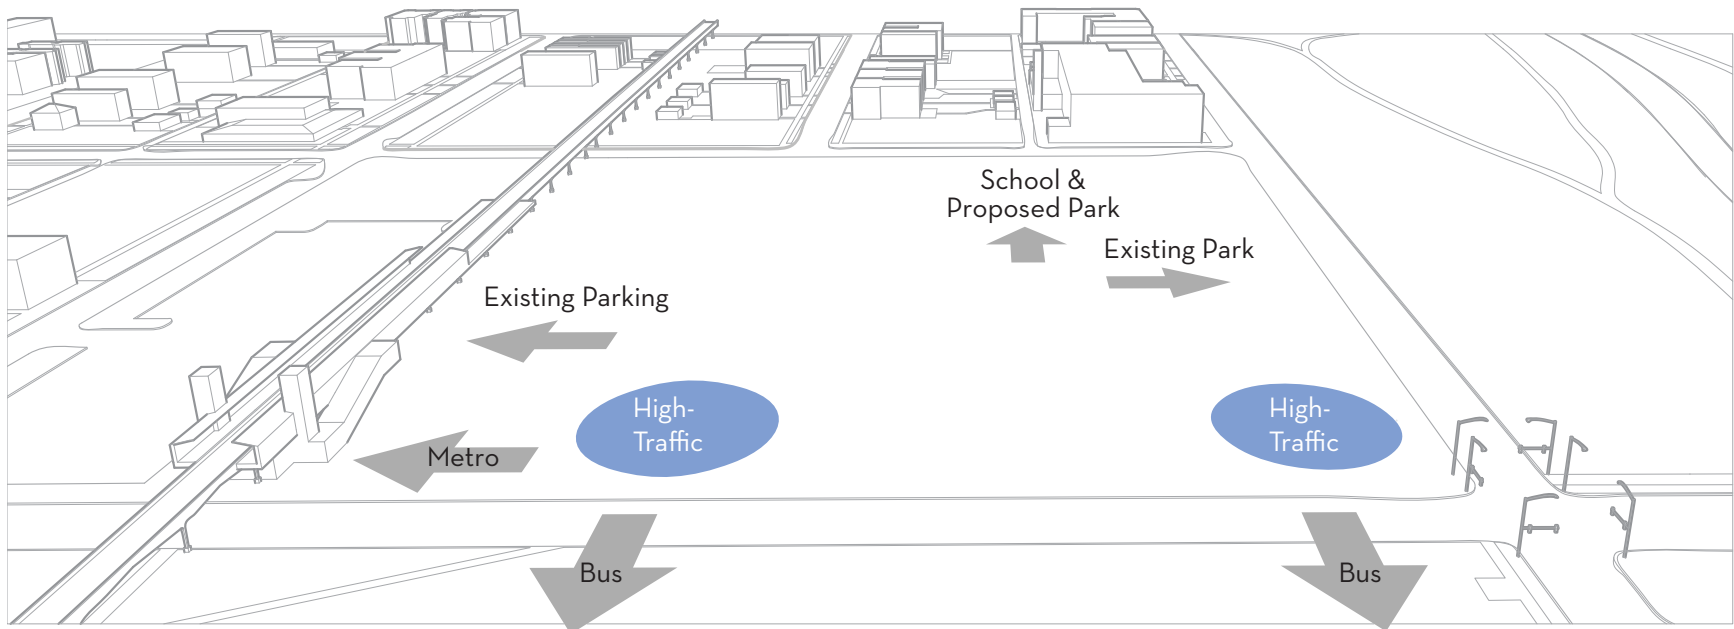 School &
Proposed Park
Existing Park
Existing Parking
High-
Traffic
High-
Traffic
Metro
Bus
Bus